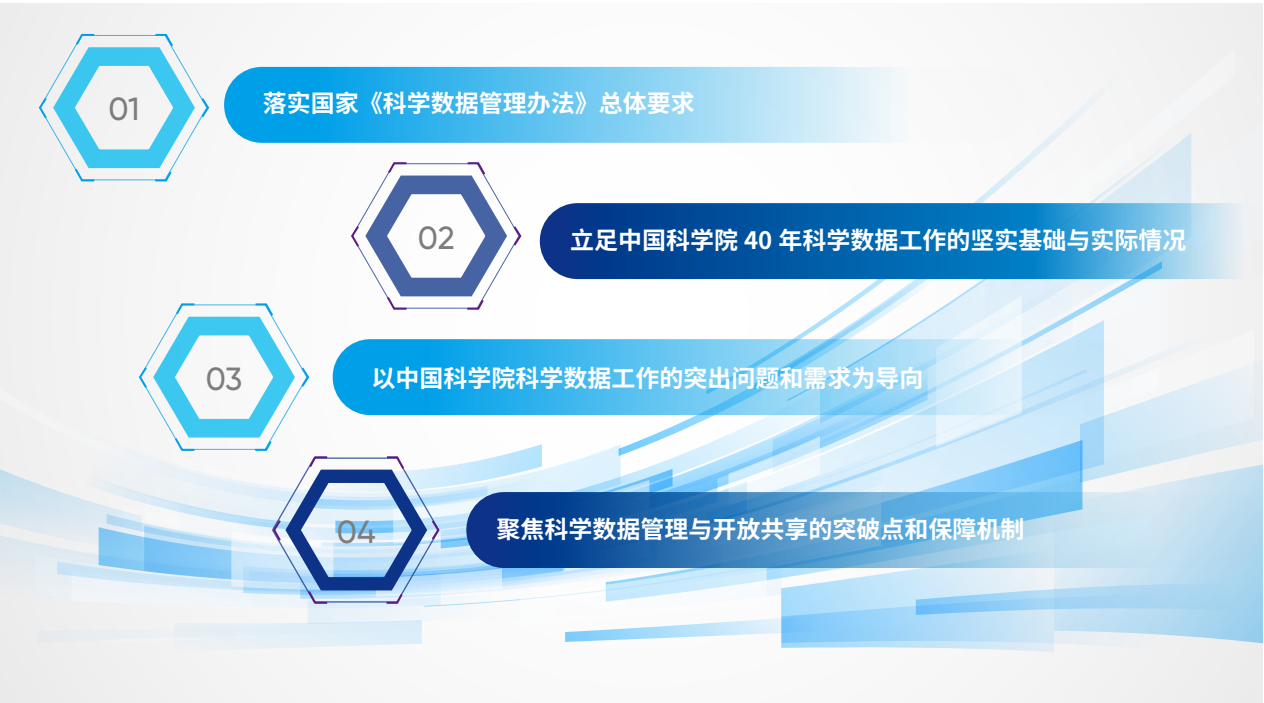 01
落实国家《科学数据管理办法》总体要求
02
立足中国科学院 40 年科学数据工作的坚实基础与实际情况
03
以中国科学院科学数据工作的突出问题和需求为导向
04
聚焦科学数据管理与开放共享的突破点和保障机制